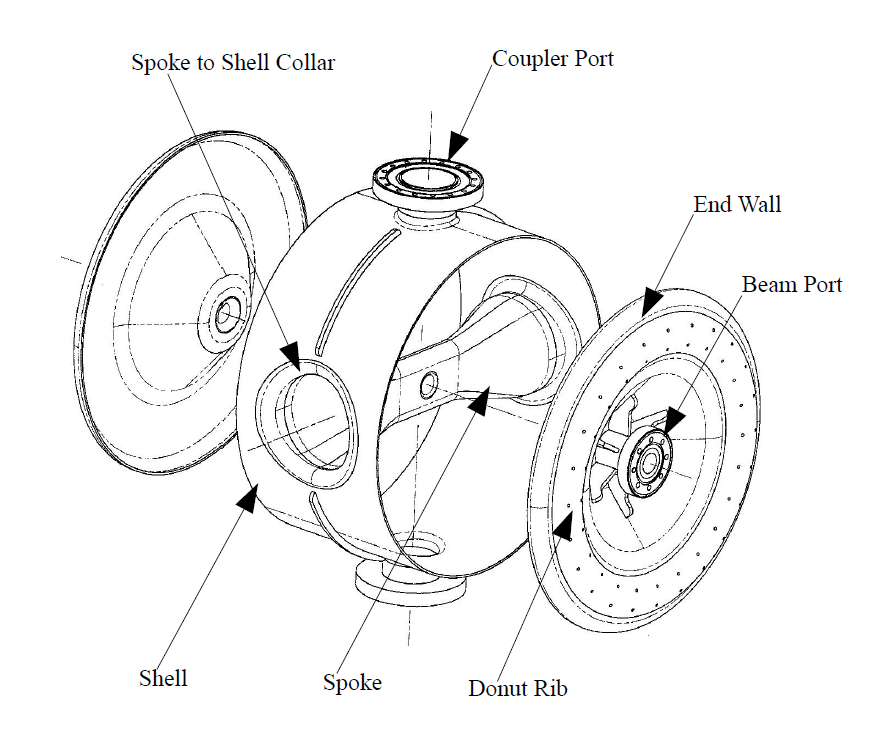 Spoke to Shell Collar
Coupler Port
End Wall
Beam Port
Shell
Spoke
Donut Rib